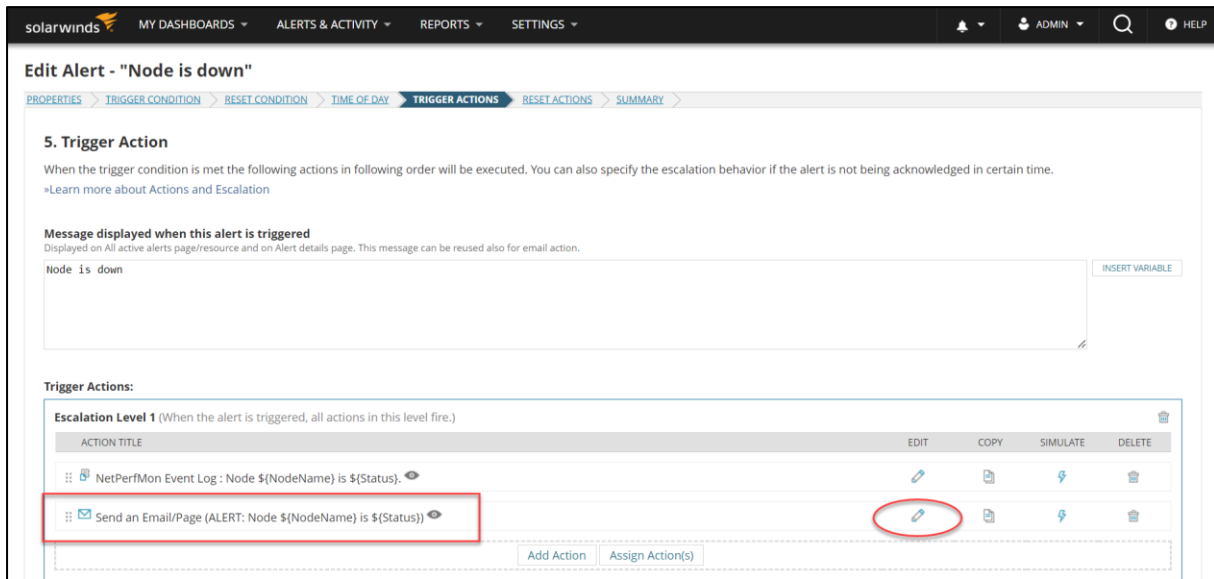 solarwinds MY DASHBOARDS ALERTS & ACTIVITY REPORTS SETTINGS ADMIN ? HELP
Edit Alert - "Node is down"
PROPERTIES TRIGGER CONDITION RESET CONDITION TIME OF DAY TRIGGER ACTIONS RESET ACTIONS SUMMARY
5. Trigger Action
When the trigger condition is met the following actions in following order will be executed. You can also specify the escalation behavior if the alert is not being acknowledged in certain time.
»Learn more about Actions and Escalation
Message displayed when this alert is triggered
Displayed on All active alerts page/resource and on Alert details page. This message can be reused also for email action.
Node is down INSERT VARIABLE
Trigger Actions:
Escalation Level 1 (When the alert is triggered, all actions in this level fire.)
ACTION TITLE EDIT COPY SIMULATE DELETE
NetPerfMon Event Log : Node ${NodeName} is ${Status}.
Send an Email/Page (ALERT: Node ${NodeName} is ${Status})
Add Action Assign Action(s)